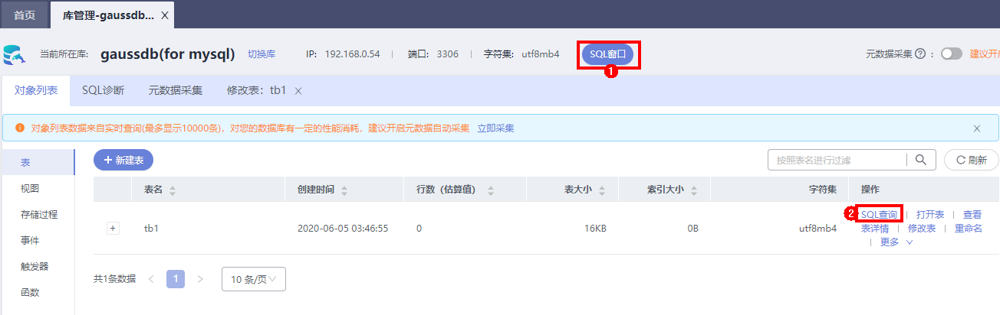 首页 库管理-gaussdb... X
当前所在库: gaussdb(for mysql) 切换库 IP: 192.168.0.54 | 端口: 3306 | 字符集: utf8mb4 SQL窗口 元数据采集 ? : 建议开启
1
对象列表 SQL诊断 元数据采集 修改表: tb1 ×
对象列表数据来自实时查询(最多显示10000条)，对您的数据库有一定的性能消耗，建议开启元数据自动采集 立即采集 ×
表
视图
存储过程
事件
触发器
函数
+ 新建表 按照表名进行过滤 刷新
表名 创建时间 行数（估算值） 表大小 索引大小 字符集 操作
+ tb1 2020-06-05 03:46:55 0 16KB 0B utf8mb4
2 SQL查询 | 打开表 | 查看
表详情 | 修改表 | 重命名
| 更多
共1条数据 < 1 > 10 条/页